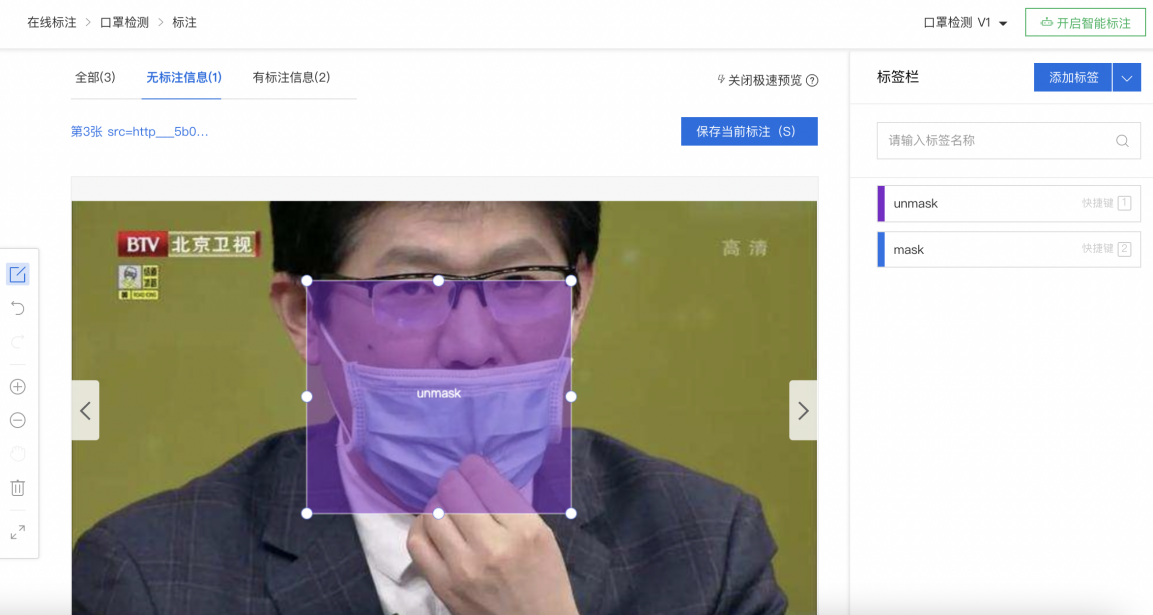 在线标注 > 口罩检测 > 标注
口罩检测 V1
开启智能标注
全部(3)
无标注信息(1)
有标注信息(2)
关闭极速预览
标签栏
添加标签
第3张 src=http___5b0...
保存当前标注（S）
请输入标签名称
unmask
快捷键 1
mask
快捷键 2
BTV 北京卫视
高清
unmask